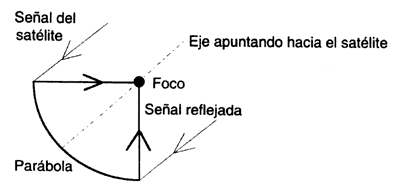 Señal del
satélite
Eje apuntando hacia el satélite
Foco
Señal reflejada
Parábola